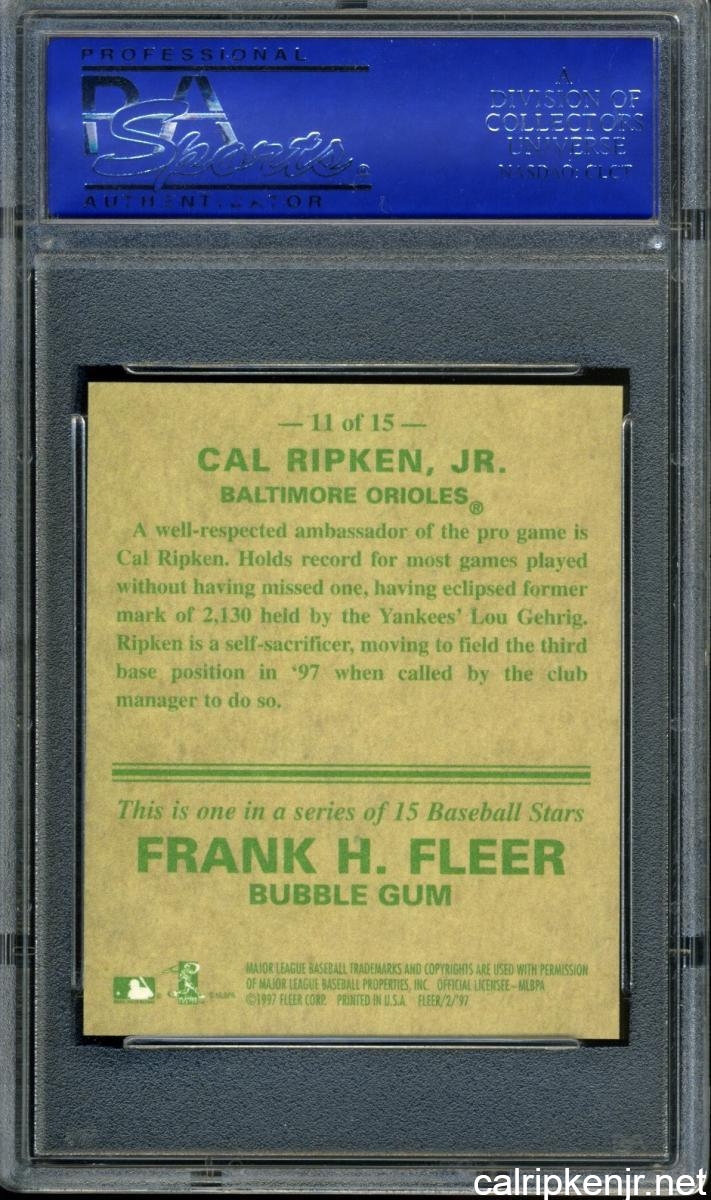 PROFESSIONAL
PSA
Sports®
AUTHENTICATOR
A
DIVISION OF
COLLECTORS
UNIVERSE
NASDAQ: CLCT
— 11 of 15 —
CAL RIPKEN, JR.
BALTIMORE ORIOLES®
A well-respected ambassador of the pro game is
Cal Ripken. Holds record for most games played
without having missed one, having eclipsed former
mark of 2,130 held by the Yankees' Lou Gehrig.
Ripken is a self-sacrificer, moving to field the third
base position in ‘97 when called by the club
manager to do so.
This is one in a series of 15 Baseball Stars
FRANK H. FLEER
BUBBLE GUM
MAJOR LEAGUE BASEBALL TRADEMARKS AND COPYRIGHTS ARE USED WITH PERMISSION
OF MAJOR LEAGUE BASEBALL PROPERTIES, INC. OFFICIAL LICENSEE–MLBPA
©MLBPA
©1997 FLEER CORP. PRINTED IN U.S.A FLEER/2/'97
calripkenjr.net